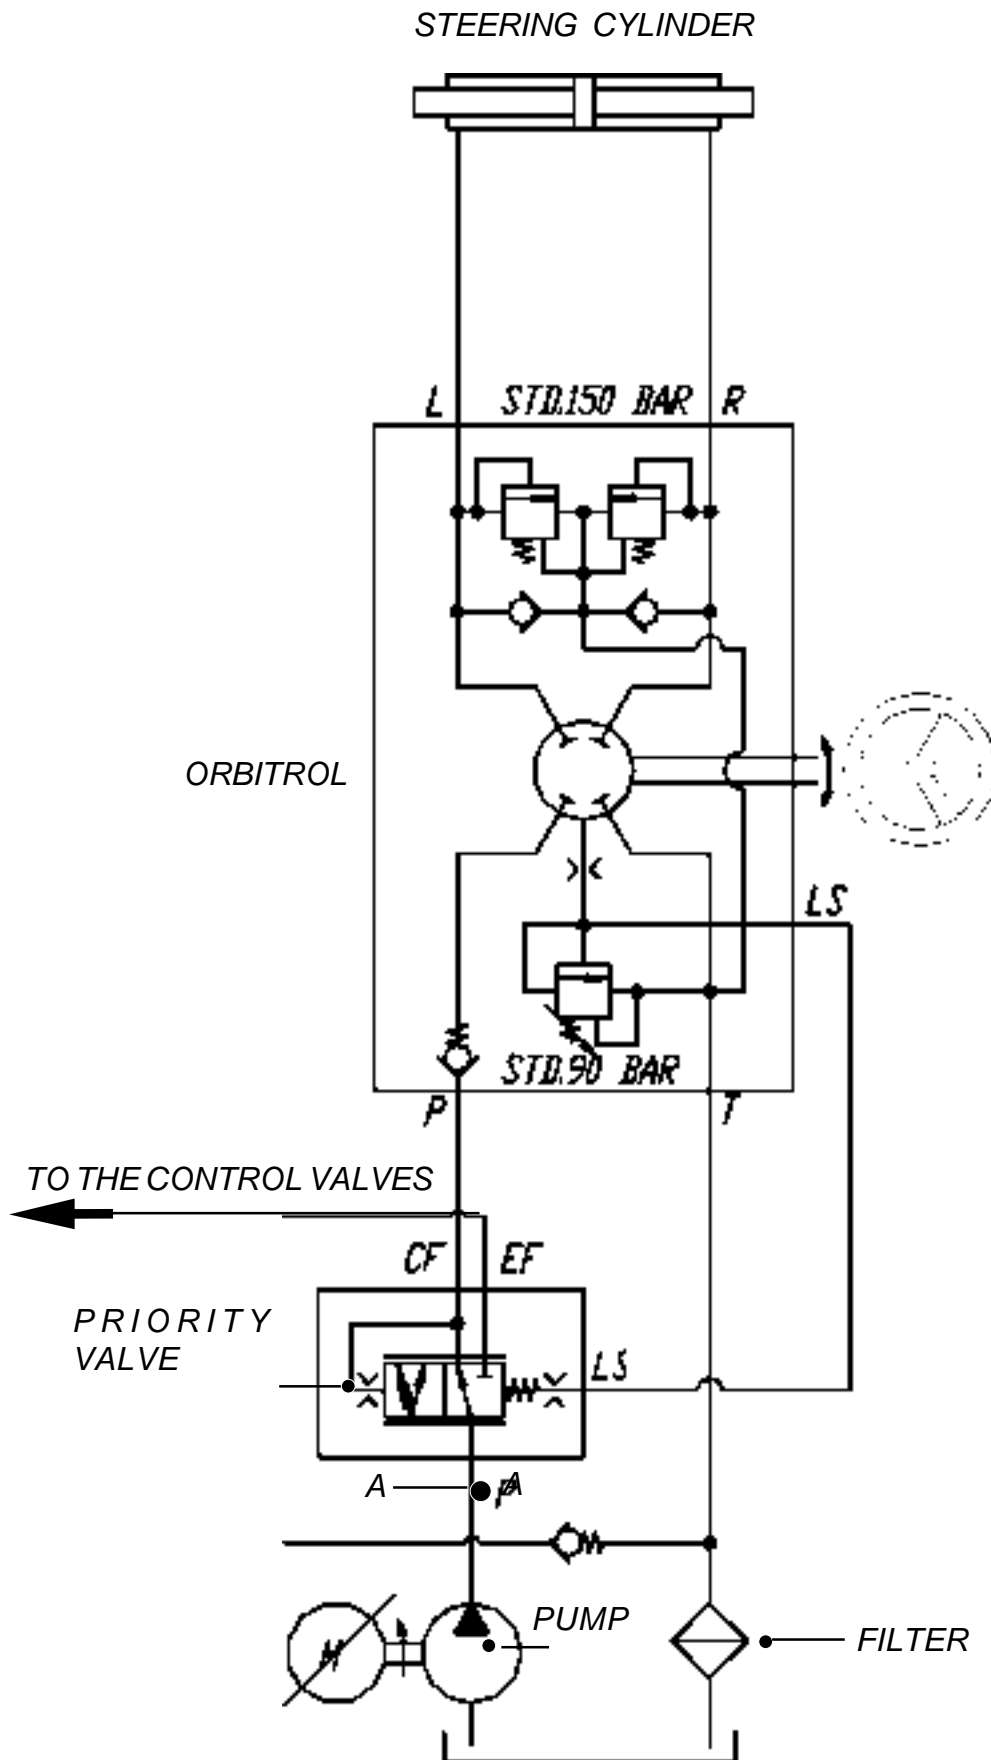 STEERING CYLINDER
L STD.150 BAR R
ORBITROL
LS
STD.90 BAR
P T
TO THE CONTROL VALVES
CF EF
PRIORITY
VALVE
LS
A A
PUMP
M
FILTER